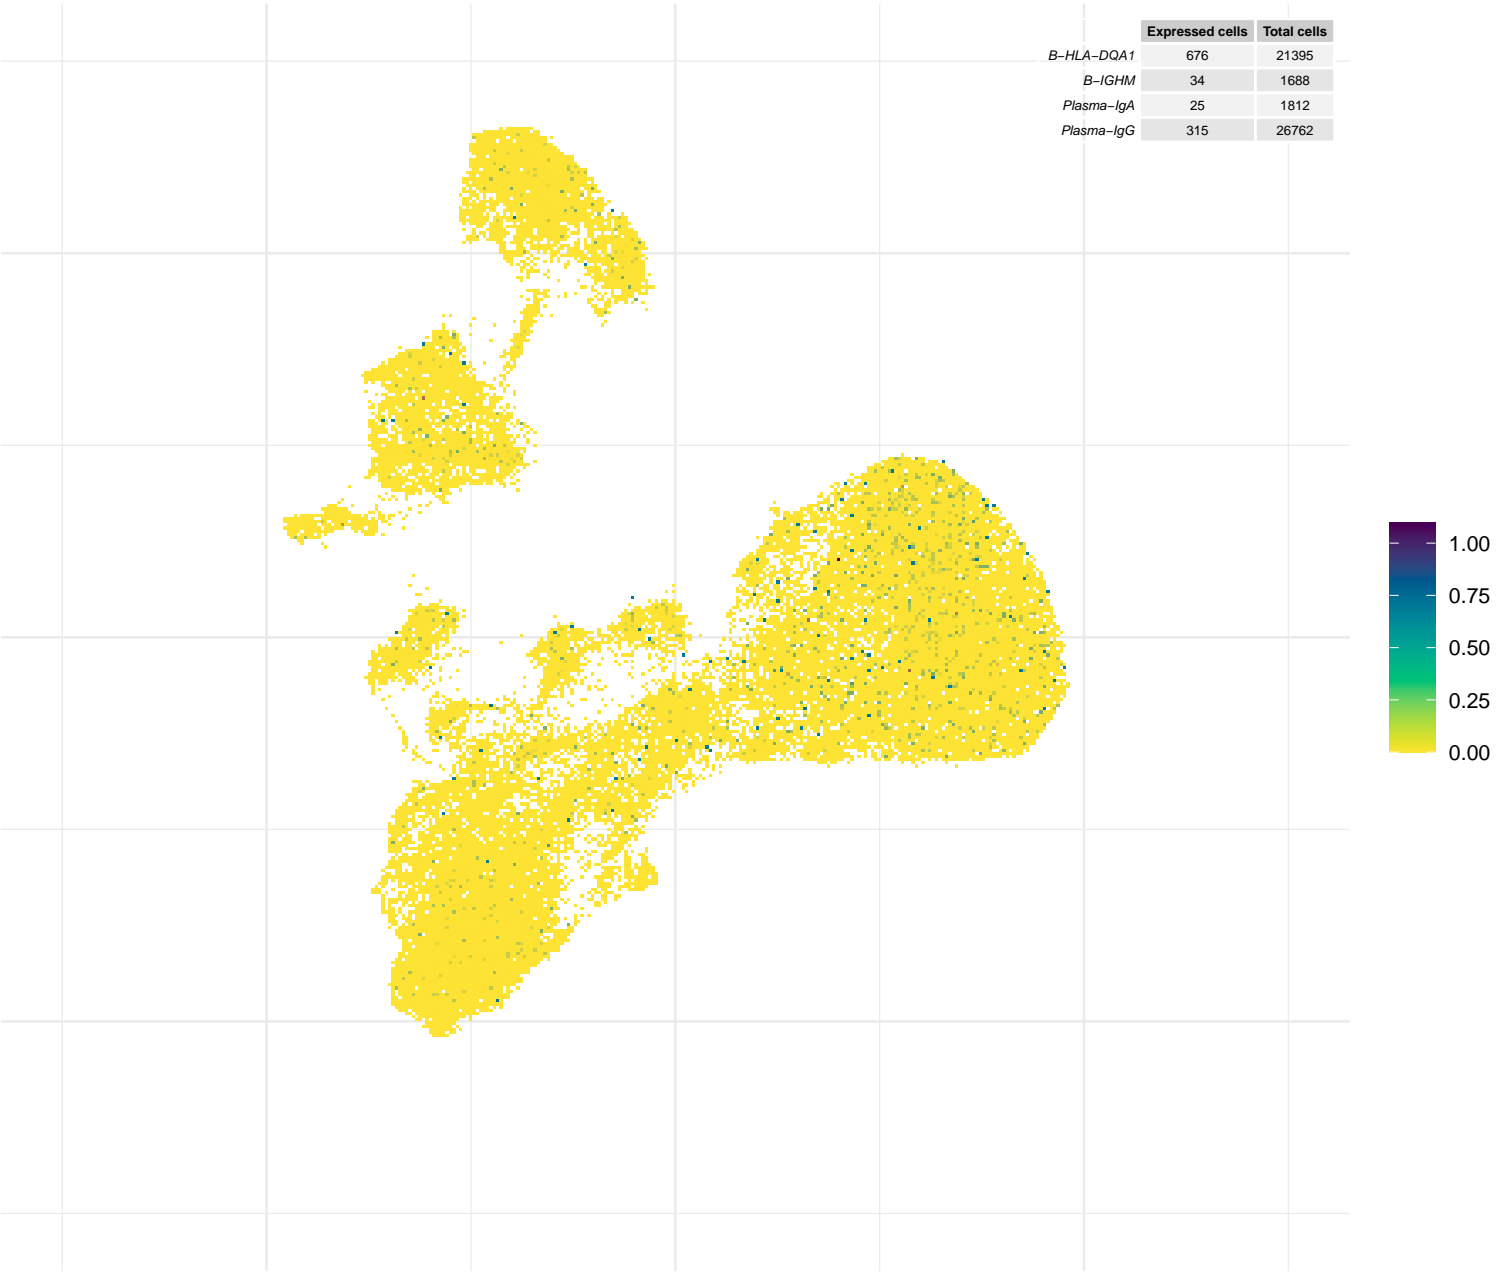 Expressed cells Total cells
B-HLA-DQA1 676 21395
B-IGHM 34 1688
Plasma-IgA 25 1812
Plasma-IgG 315 26762
1.00
0.75
0.50
0.25
0.00